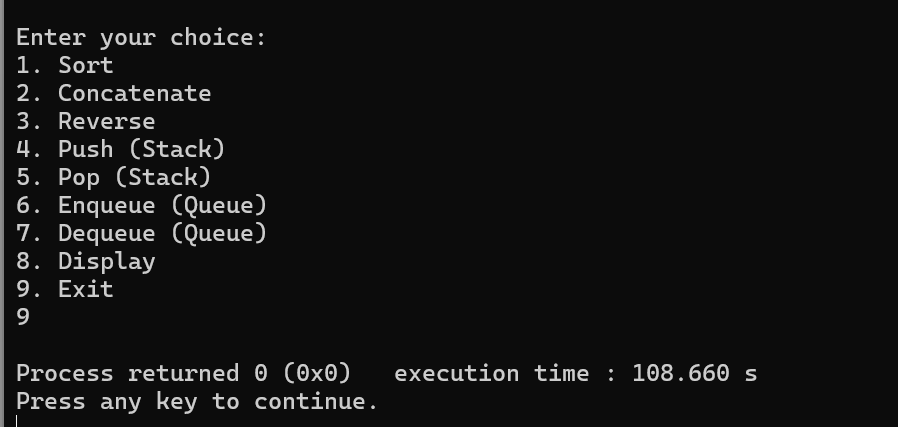 Enter your choice:
1. Sort
2. Concatenate
3. Reverse
4. Push (Stack)
5. Pop (Stack)
6. Enqueue (Queue)
7. Dequeue (Queue)
8. Display
9. Exit
9
Process returned 0 (0x0)   execution time : 108.660 s
Press any key to continue.